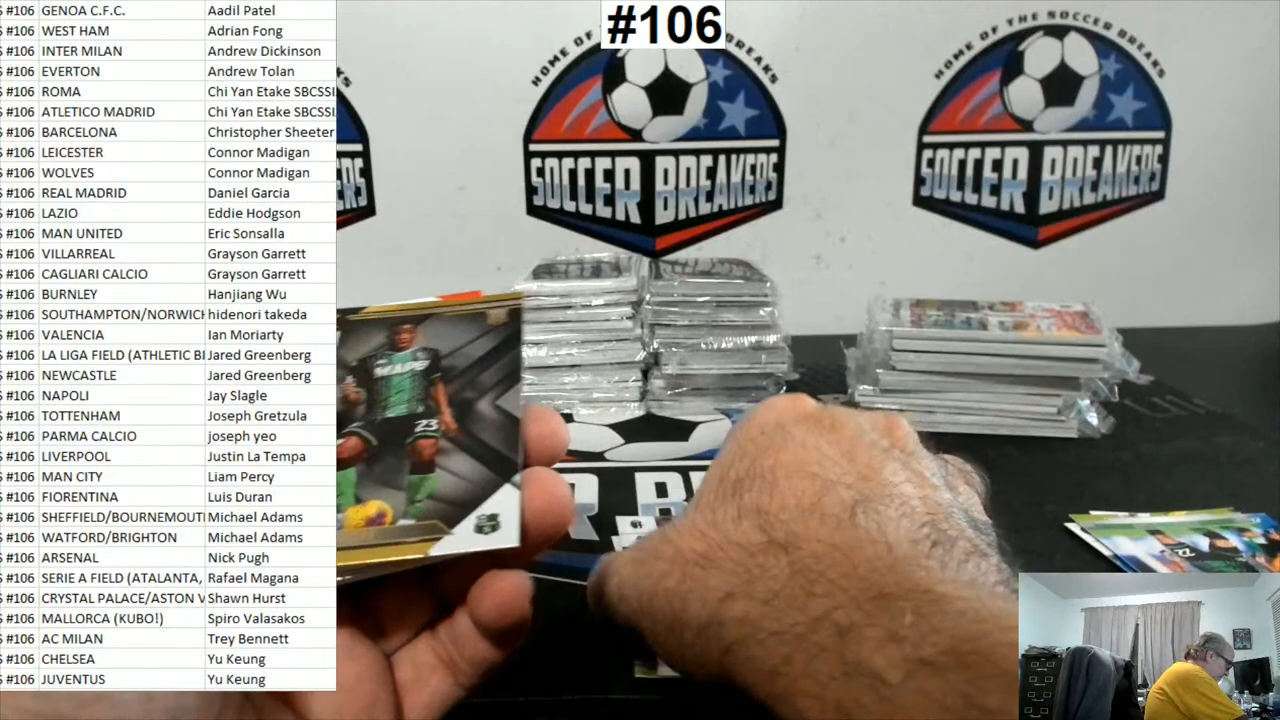 #106
$ #106 GENOA C.F.C. Aadil Patel
$ #106 WEST HAM Adrian Fong
$ #106 INTER MILAN Andrew Dickinson
$ #106 EVERTON Andrew Tolan
$ #106 ROMA Chi Yan Etake SBCSSI
$ #106 ATLETICO MADRID Chi Yan Etake SBCSSI
$ #106 BARCELONA Christopher Sheeter
$ #106 LEICESTER Connor Madigan
$ #106 WOLVES Connor Madigan
$ #106 REAL MADRID Daniel Garcia
$ #106 LAZIO Eddie Hodgson
$ #106 MAN UNITED Eric Sonsalla
$ #106 VILLARREAL Grayson Garrett
$ #106 CAGLIARI CALCIO Grayson Garrett
$ #106 BURNLEY Hanjiang Wu
$ #106 SOUTHAMPTON/NORWICH hidenori takeda
$ #106 VALENCIA Ian Moriarty
$ #106 LA LIGA FIELD (ATHLETIC BI Jared Greenberg
$ #106 NEWCASTLE Jared Greenberg
$ #106 NAPOLI Jay Slagle
$ #106 TOTTENHAM Joseph Gretzula
$ #106 PARMA CALCIO joseph yeo
$ #106 LIVERPOOL Justin La Tempa
$ #106 MAN CITY Liam Percy
$ #106 FIORENTINA Luis Duran
$ #106 SHEFFIELD/BOURNEMOUT Michael Adams
$ #106 WATFORD/BRIGHTON Michael Adams
$ #106 ARSENAL Nick Pugh
$ #106 SERIE A FIELD (ATALANTA, Rafael Magana
$ #106 CRYSTAL PALACE/ASTON V Shawn Hurst
$ #106 MALLORCA (KUBO!) Spiro Valasakos
$ #106 AC MILAN Trey Bennett
$ #106 CHELSEA Yu Keung
$ #106 JUVENTUS Yu Keung
HOME OF THE SOCCER BREAKS
SOCCER BREAKERS
HOME OF THE SOCCER BREAKS
SOCCER BREAKERS
ERS
MAPEI
23
R BR